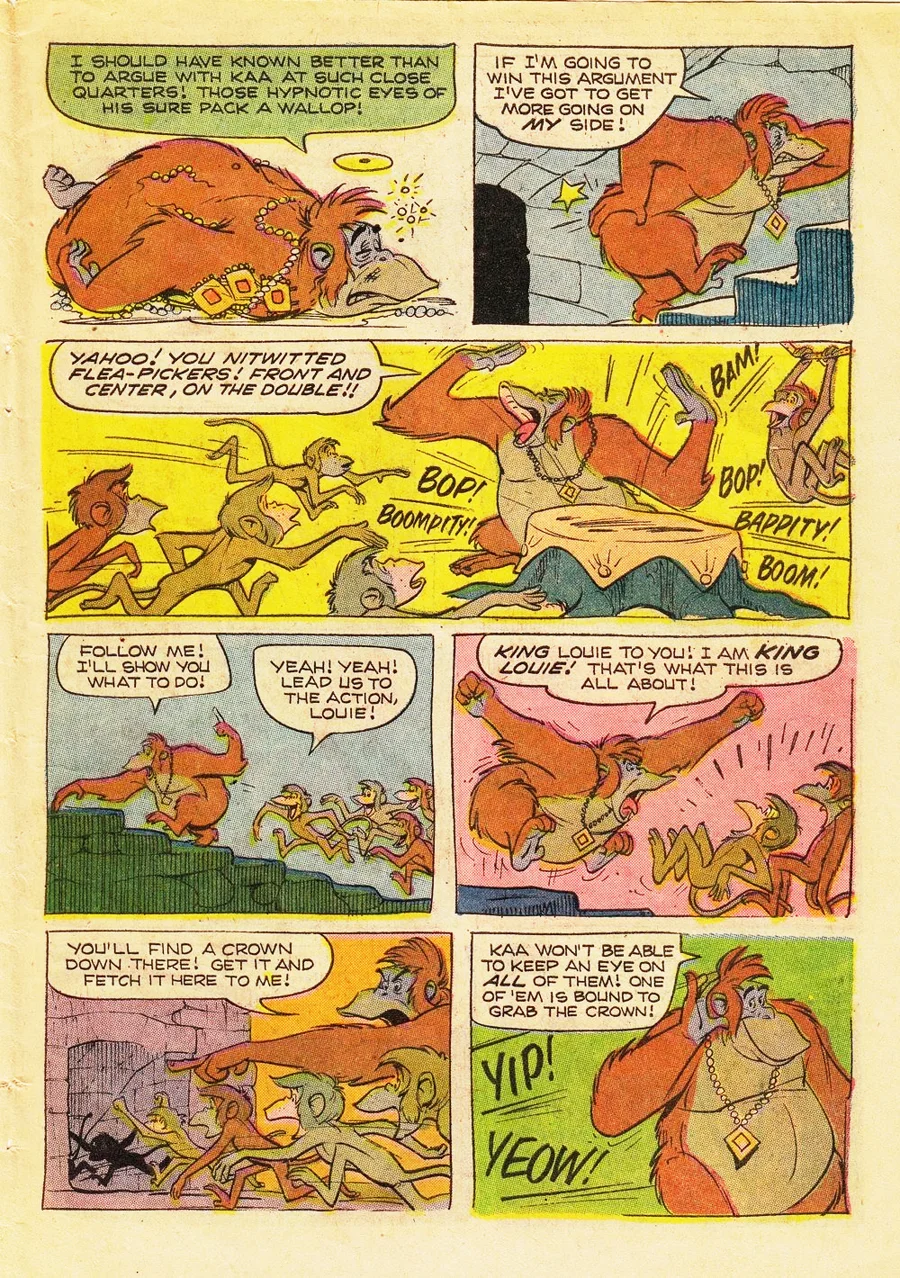 I SHOULD HAVE KNOWN BETTER THAN
TO ARGUE WITH KAA AT SUCH CLOSE
QUARTERS! THOSE HYPNOTIC EYES OF
HIS SURE PACK A WALLOP!
IF I'M GOING TO
WIN THIS ARGUMENT
I'VE GOT TO GET
MORE GOING ON
MY SIDE!
YAHOO! YOU NITWITTED
FLEA-PICKERS! FRONT AND
CENTER, ON THE DOUBLE!!
BOP!
BOOMPITY!
BAM!
BOP!
BAPPITY!
BOOM!
FOLLOW ME!
I'LL SHOW YOU
WHAT TO DO!
YEAH! YEAH!
LEAD US TO
THE ACTION,
LOUIE!
KING LOUIE TO YOU! I AM KING
LOUIE! THAT'S WHAT THIS IS
ALL ABOUT!
YOU'LL FIND A CROWN
DOWN THERE! GET IT AND
FETCH IT HERE TO ME!
KAA WON'T BE ABLE
TO KEEP AN EYE ON
ALL OF THEM! ONE
OF 'EM IS BOUND TO
GRAB THE CROWN!
YIP!
YEOW!